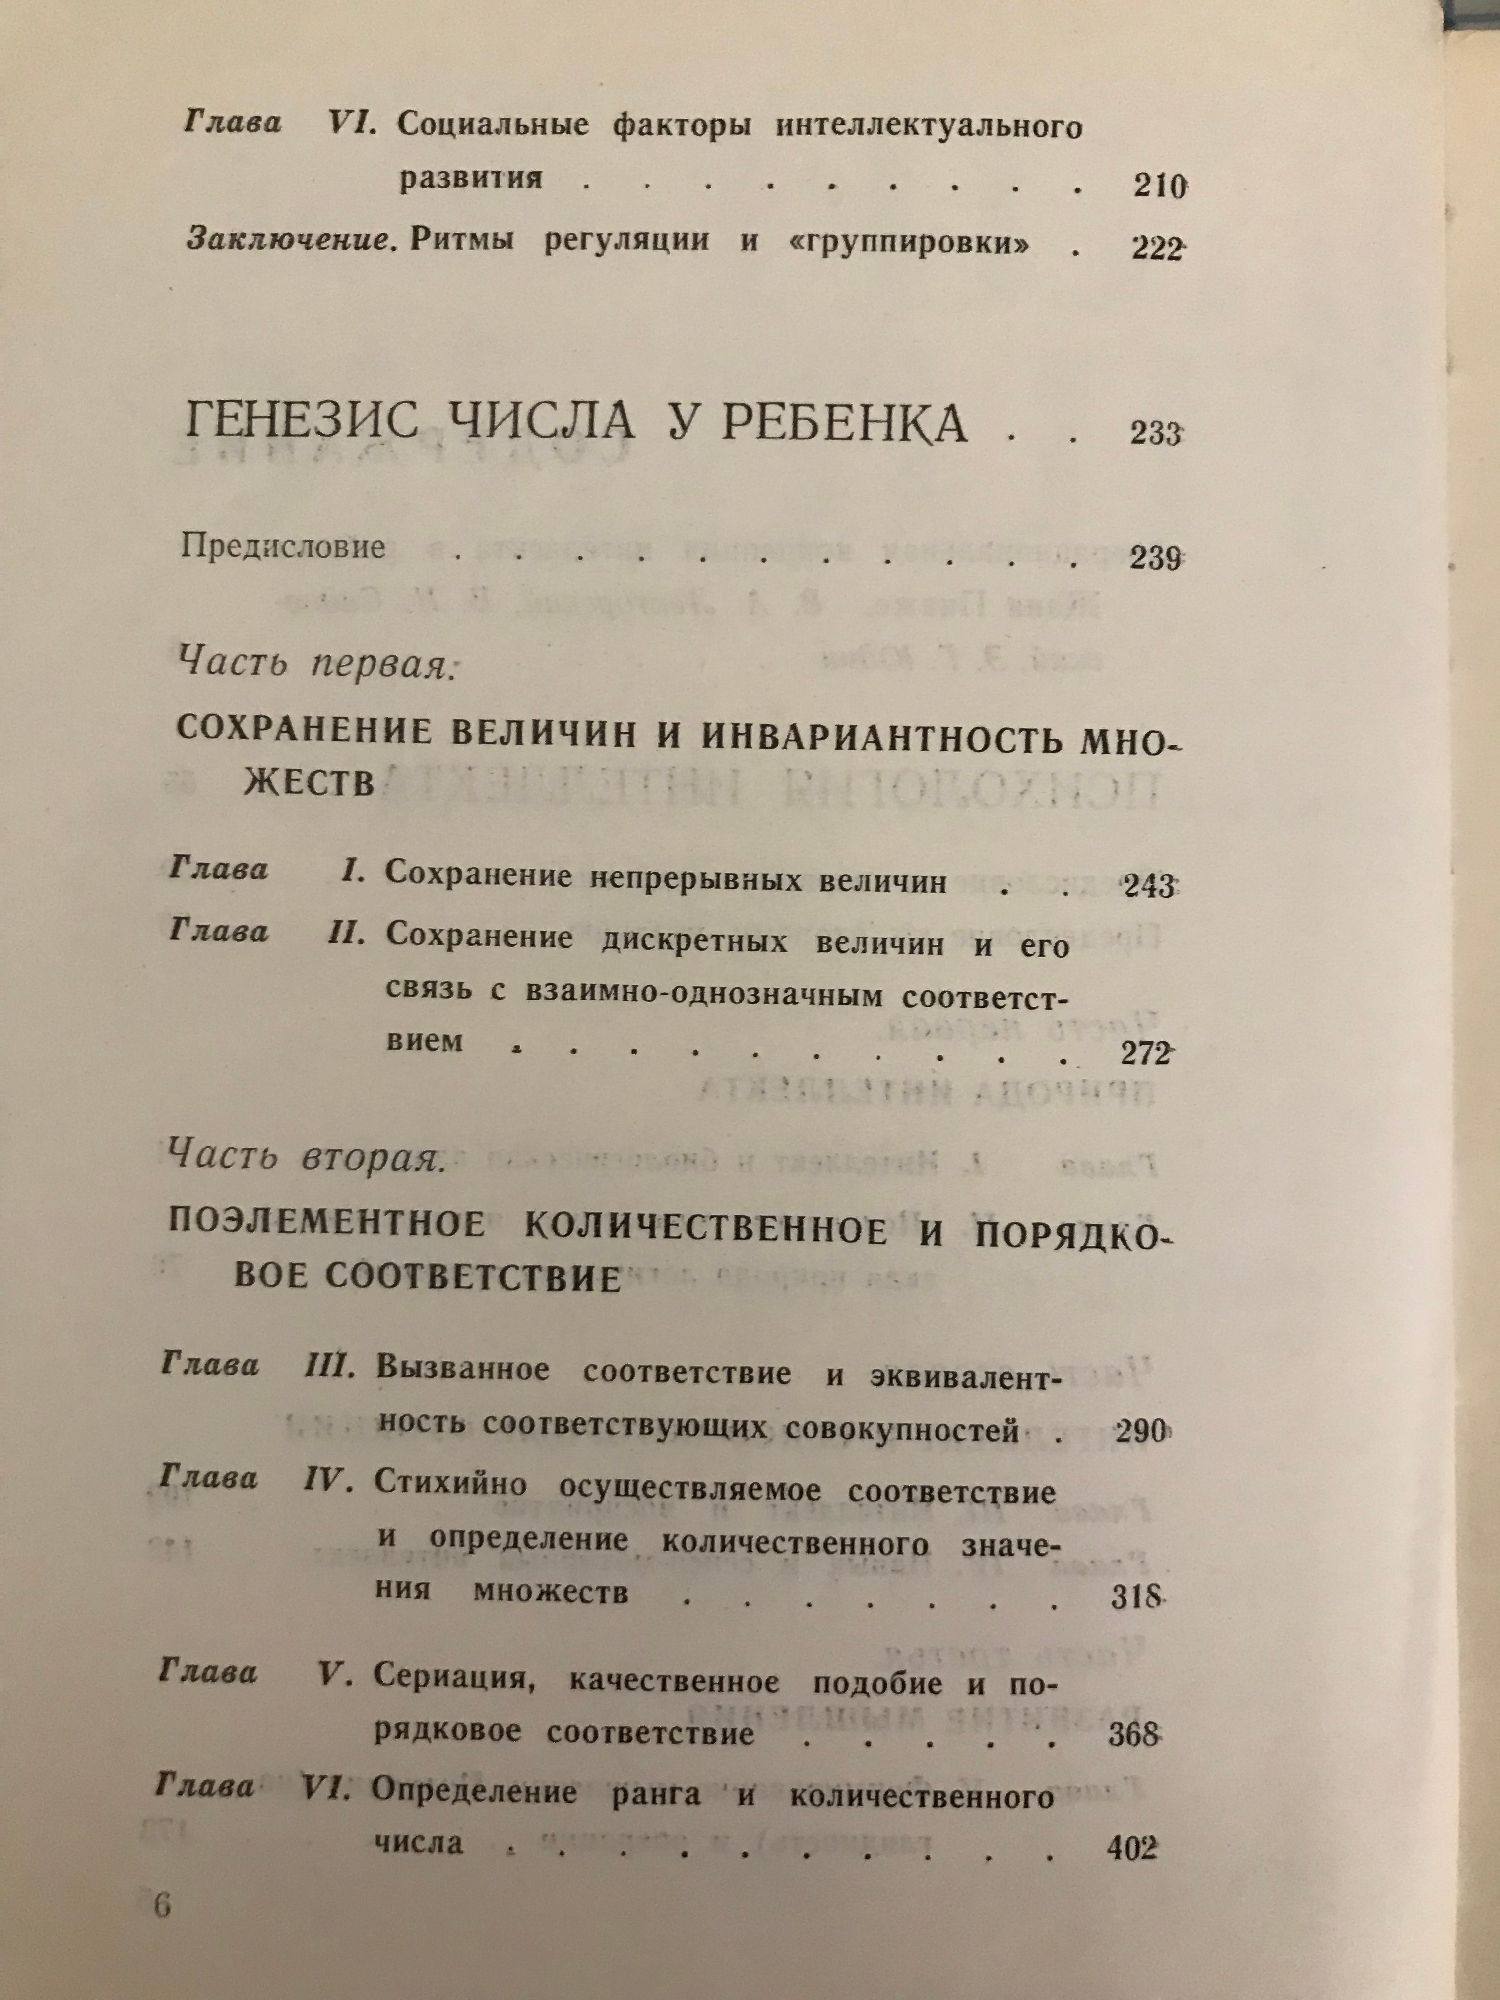 Глава VI. Социальные факторы интеллектуального
развития . . . . . . . . . 210
Заключение. Ритмы регуляции и «группировки» . 222
ГЕНЕЗИС ЧИСЛА У РЕБЕНКА . . 233
Предисловие . . . . . . . . . . . 239
Часть первая:
СОХРАНЕНИЕ ВЕЛИЧИН И ИНВАРИАНТНОСТЬ МНО-
ЖЕСТВ
Глава I. Сохранение непрерывных величин . . 243
Глава II. Сохранение дискретных величин и его
связь с взаимно-однозначным соответст-
вием . . . . . . . . . . 272
Часть вторая.
ПОЭЛЕМЕНТНОЕ КОЛИЧЕСТВЕННОЕ И ПОРЯДКО-
ВОЕ СООТВЕТСТВИЕ
Глава III. Вызванное соответствие и эквивалент-
ность соответствующих совокупностей . 290
Глава IV. Стихийно осуществляемое соответствие
и определение количественного значе-
ния множеств . . . . . . . 318
Глава V. Сериация, качественное подобие и по-
рядковое соответствие . . . . . 368
Глава VI. Определение ранга и количественного
числа . . . . . . . . . . 402
6